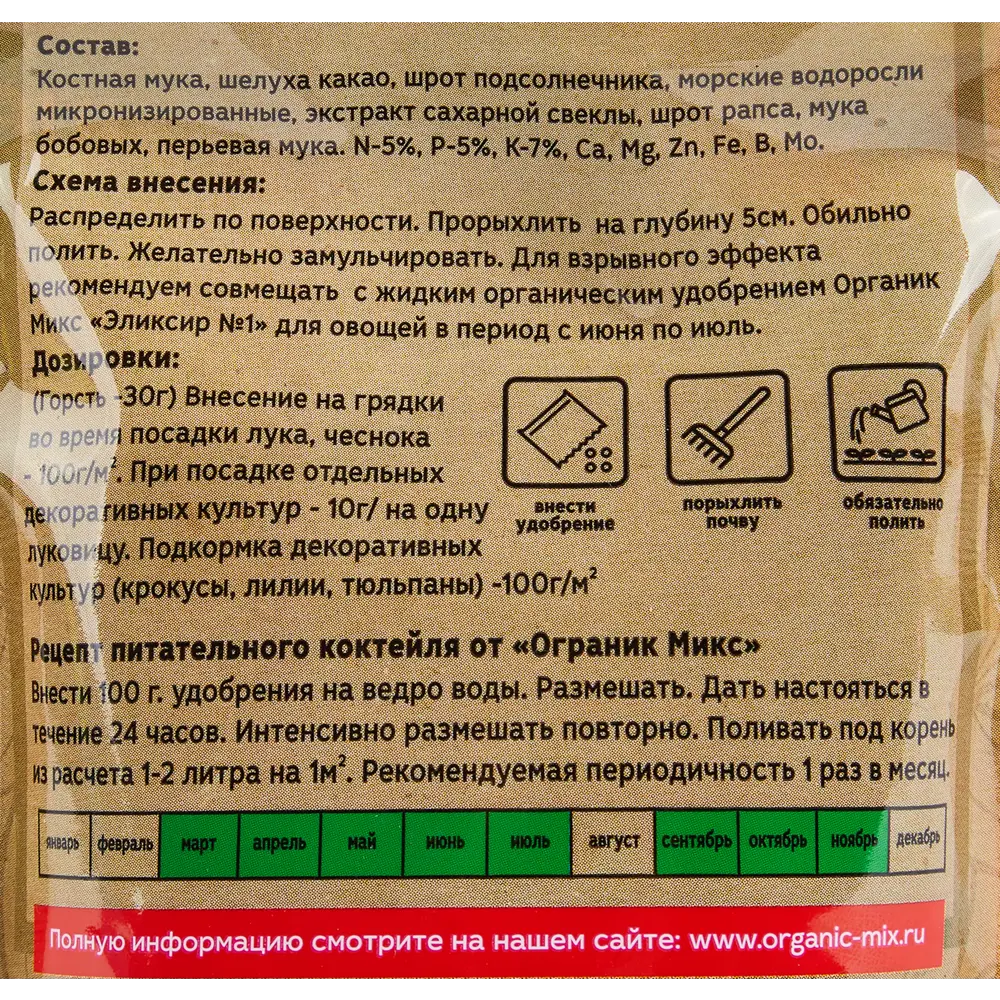 Состав:
Костная мука, шелуха какао, шрот подсолнечника, морские водоросли
микронизированные, экстракт сахарной свеклы, шрот рапса, мука
бобовых, перьевая мука. N-5%, P-5%, К-7%, Ca, Mg, Zn, Fe, B, Mo.
Схема внесения:
Распределить по поверхности. Прорыхлить на глубину 5см. Обильно
полить. Желательно замульчировать. Для взрывного эффекта
рекомендуем совмещать с жидким органическим удобрением Органик
Микс «Эликсир №1» для овощей в период с июня по июль.
Дозировки:
(Горсть -30г) Внесение на грядки
во время посадки лука, чеснока
- 100г/м². При посадке отдельных
декоративных культур - 10г/ на одну
луковицу. Подкормка декоративных
культур (крокусы, лилии, тюльпаны) -100г/м²
внести
удобрение
порыхлить
почву
обязательно
полить
Рецепт питательного коктейля от «Ограник Микс»
Внести 100 г. удобрения на ведро воды. Размешать. Дать настояться в
течение 24 часов. Интенсивно размешать повторно. Поливать под корень
из расчета 1-2 литра на 1м². Рекомендуемая периодичность 1 раз в месяц.
январь февраль март апрель май июнь июль август сентябрь октябрь ноябрь декабрь
Полную информацию смотрите на нашем сайте: www.organic-mix.ru